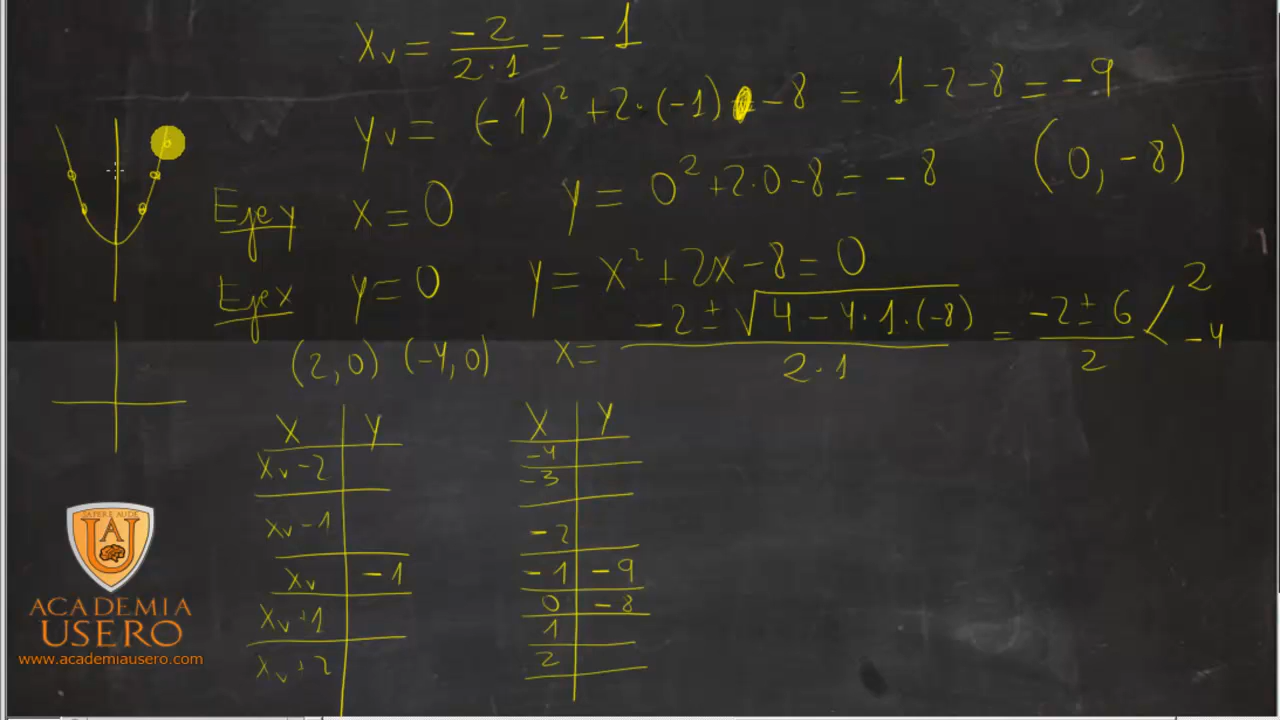 Xv = -2 / 2·1 = -1
yv = (-1)² + 2·(-1) - 8 = 1 - 2 - 8 = -9
Eje y x = 0 y = 0² + 2·0 - 8 = -8 (0, -8)
Eje x y = 0 y = x² + 2x - 8 = 0
(2,0) (-4,0) x = -2 ± √4 - 4·1·(-8) / 2·1 = -2 ± 6 / 2 < 2 -4
X Y X Y
Xv - 2 -4
-3
Xv - 1 -2
Xv -1 -1 -9
Xv + 1 0 -8
1
Xv + 2 2
SAPERE AUDE
UA
ACADEMIA
USERO
www.academiausero.com